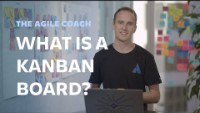 THE AGILE COACH
WHAT IS A
KANBAN
BOARD?